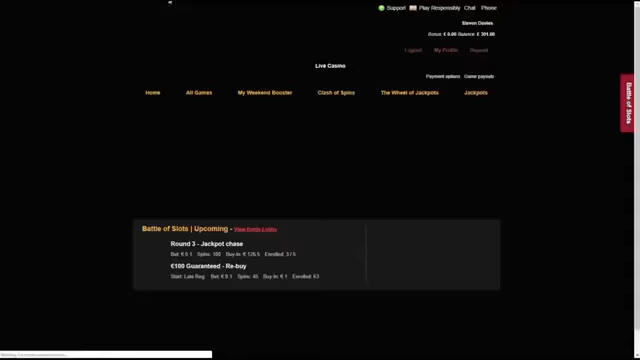 Support Play Responsibly Chat Phone
Steven Davies
Bonus: € 0.00 Balance: € 301.00
Logout My Profile Deposit
Live Casino
Payment options Game payouts
Home All Games My Weekend Booster Clash of Spins The Wheel of Jackpots Jackpots
Battle of Slots
Battle of Slots | Upcoming - View Battle Lobby
Round 3 - Jackpot chase
Bet: € 0.1 Spins: 100 Buy-In: € 126.5 Enrolled: 3 / 5
€100 Guaranteed - Re-buy
Start: Late Reg Bet: € 0.1 Spins: 45 Buy-In: € 1 Enrolled: 63